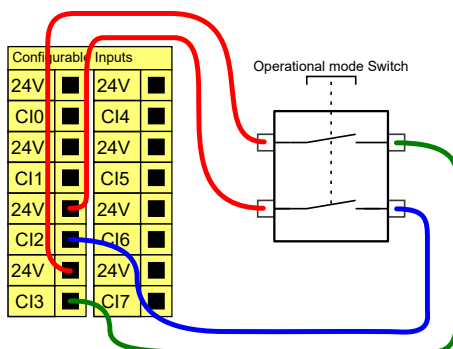 Configurable Inputs
Operational mode Switch
24V 24V
CI0 CI4
24V 24V
CI1 CI5
24V 24V
CI2 CI6
24V 24V
CI3 CI7